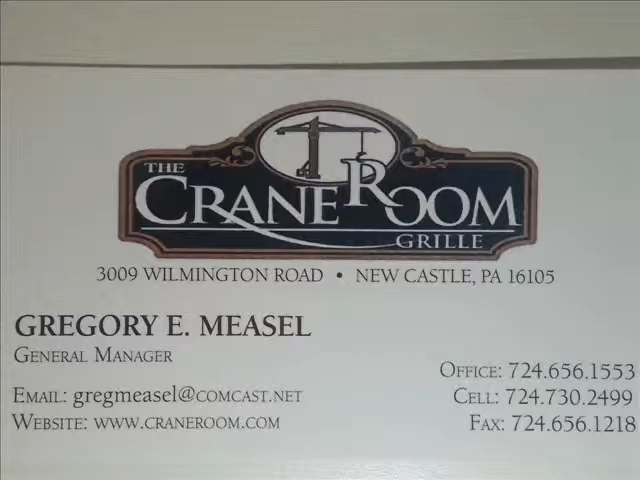 THE
CRANE ROOM
GRILLE
3009 WILMINGTON ROAD • NEW CASTLE, PA 16105
GREGORY E. MEASEL
GENERAL MANAGER
EMAIL: gregmeasel@COMCAST.NET
WEBSITE: WWW.CRANEROOM.COM
OFFICE: 724.656.1553
CELL: 724.730.2499
FAX: 724.656.1218